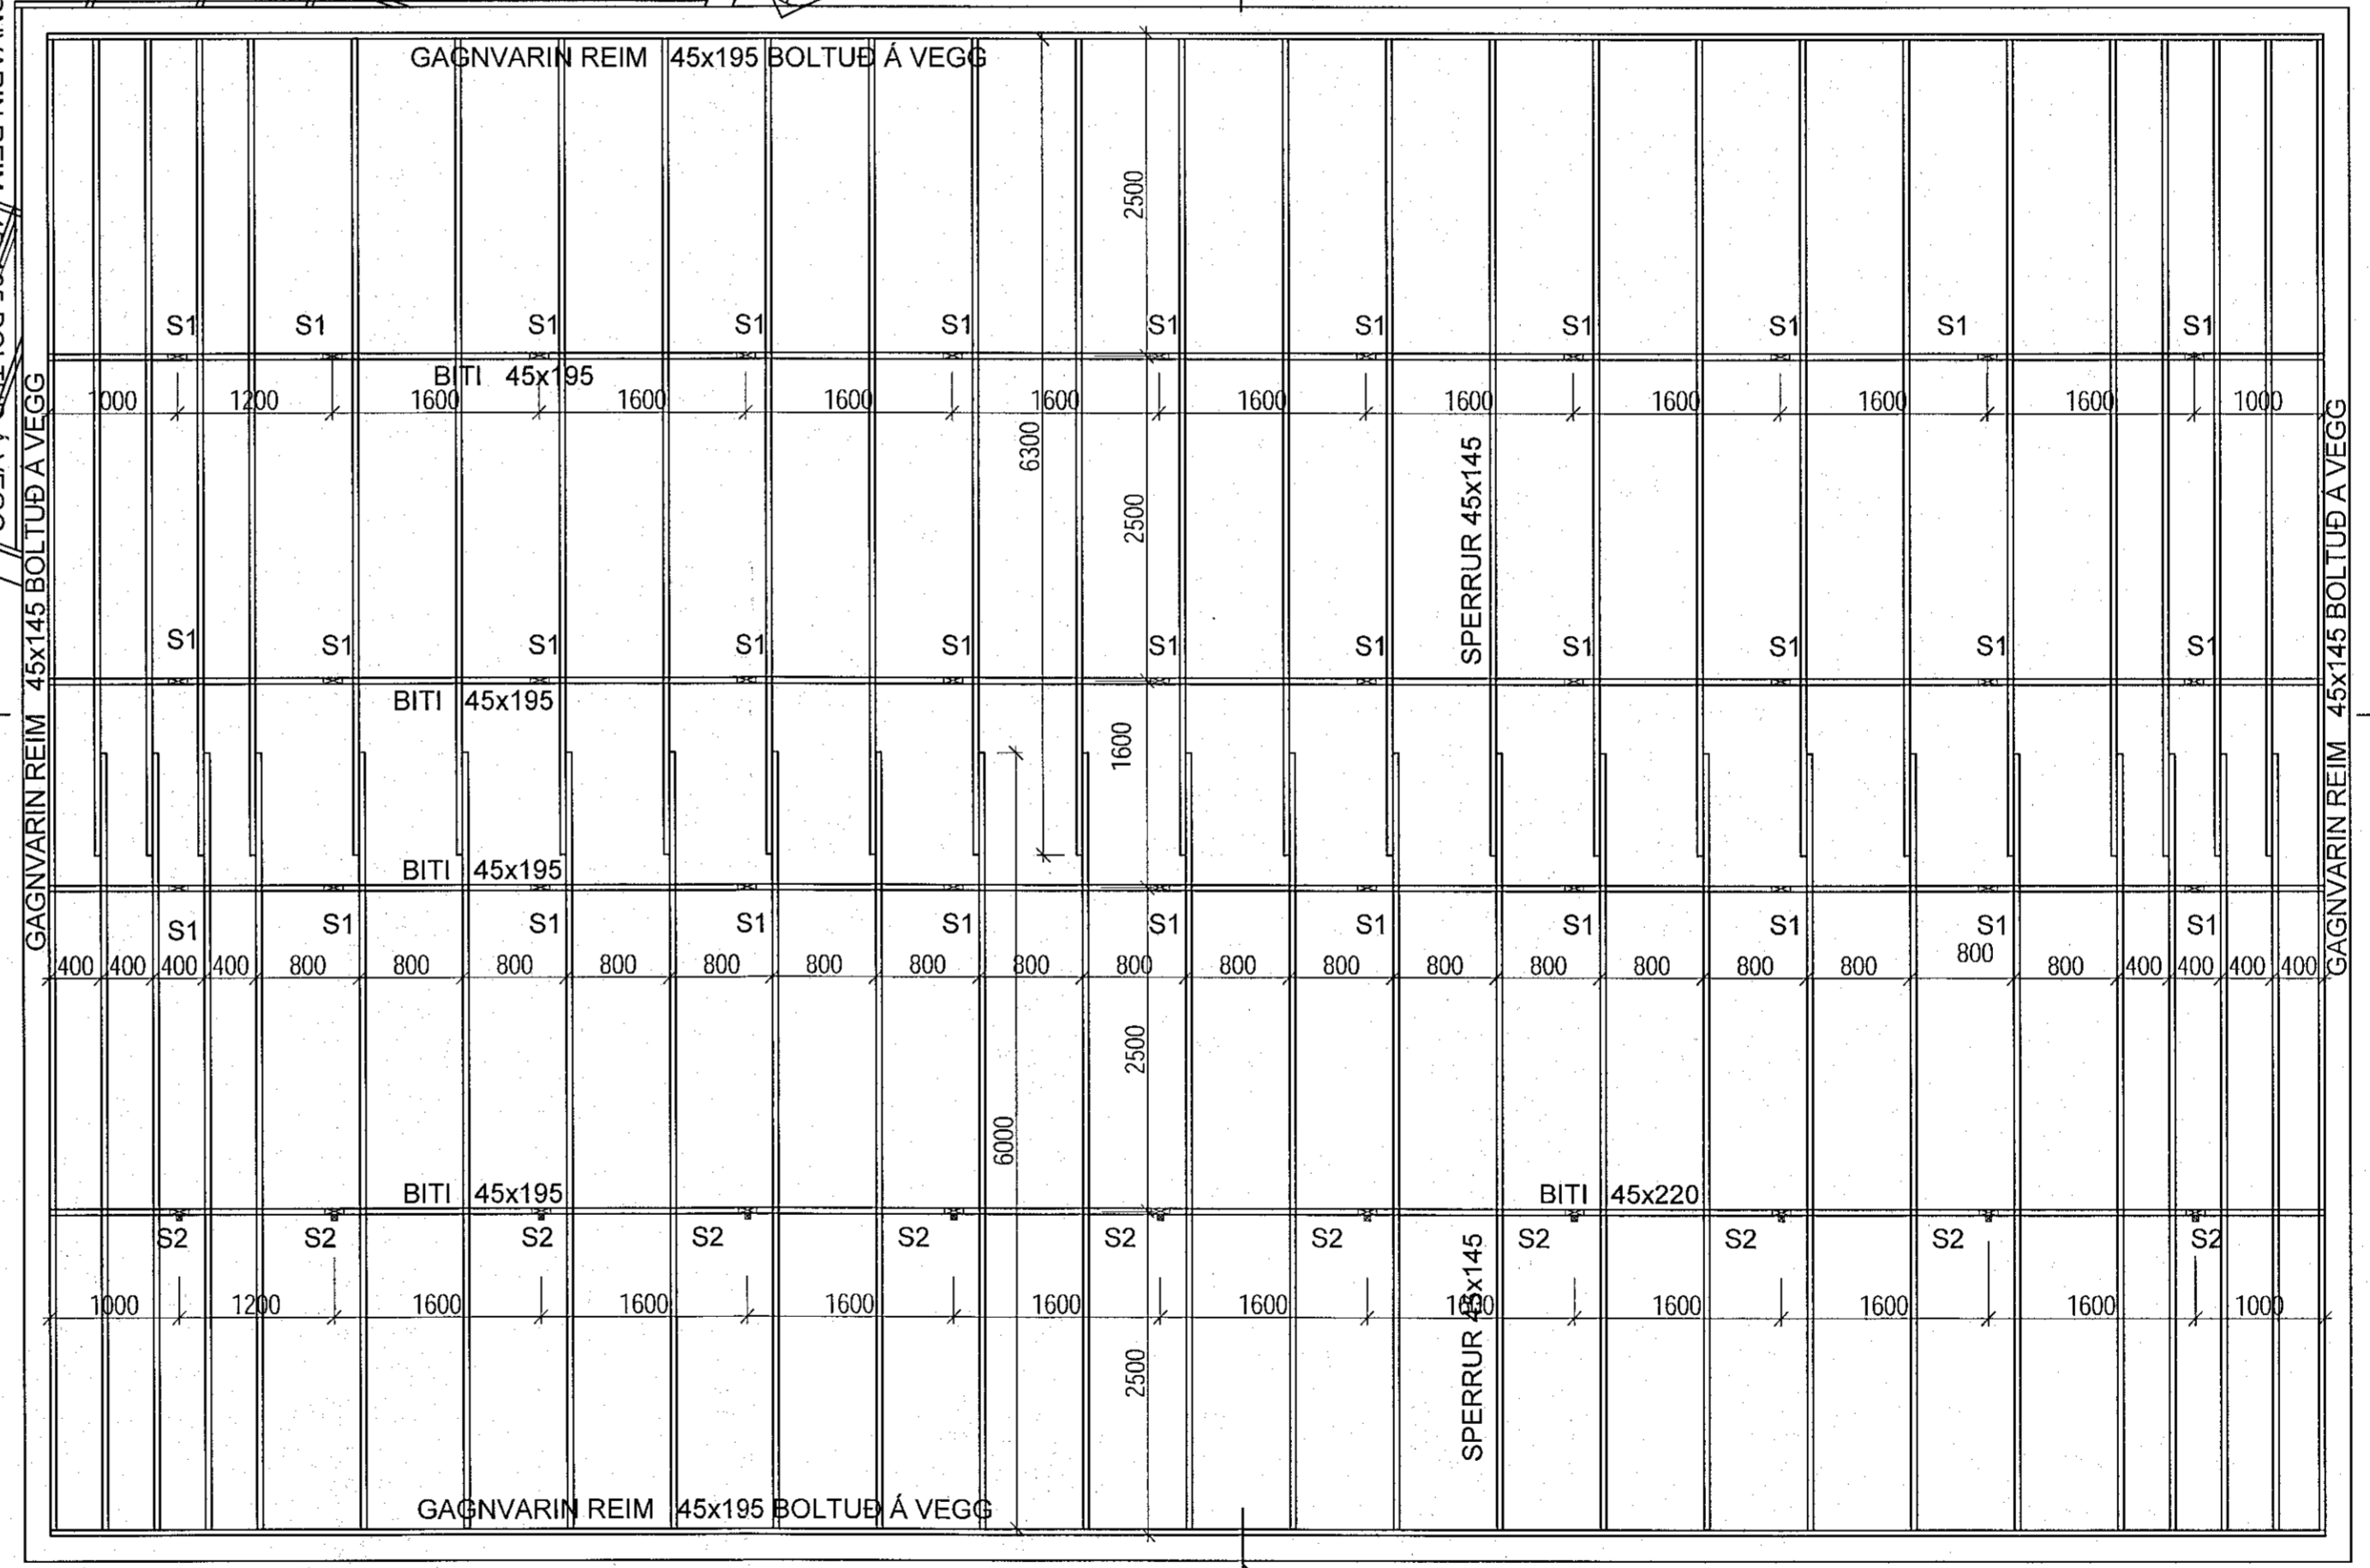 GAGNVARIN REIM 45x195 BOLTUÐ Á VEGG
2500
S1 S1 S1 S1 S1 S1 S1 S1 S1 S1 S1
BITI 45x195
1000 1200 1600 1600 1600 1600 1600 1600 1600 1600 1600 1000
6300
2500
SPERRUR 45x145
GAGNVARIN REIM 45x145 BOLTUÐ A VEGG
GAGNVARIN REIM 45x145 BOLTUÐ A VEGG
S1 S1 S1 S1 S1 S1 S1 S1 S1 S1 S1
BITI 45x195
1600
BITI 45x195
S1 S1 S1 S1 S1 S1 S1 S1 S1 S1 S1
400 400 400 400 800 800 800 800 800 800 800 800 800 800 800 800 800 800 800 800 800 800 400 400 400 400
2500
6000
BITI 45x195
BITI 45x220
S2 S2 S2 S2 S2 S2 S2 S2 S2 S2 S2
1000 1200 1600 1600 1600 1600 1600 1600 1600 1600 1600 1000
SPERRUR 45x145
2500
GAGNVARIN REIM 45x195 BOLTUÐ Á VEGG